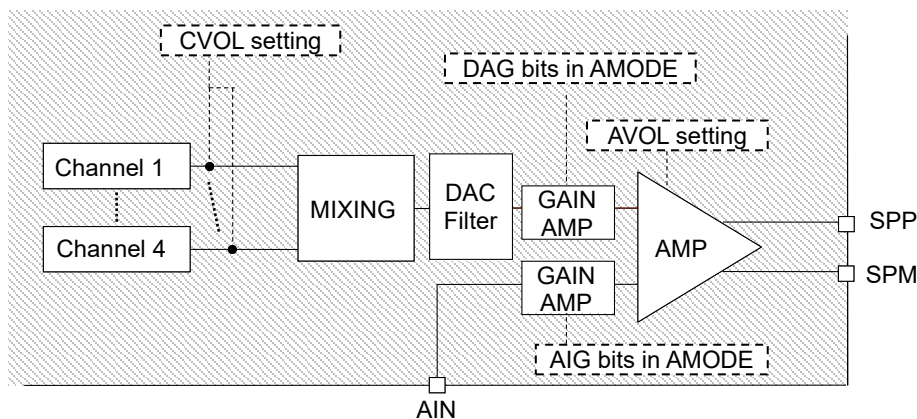 CVOL setting
DAG bits in AMODE
AVOL setting
Channel 1
Channel 4
MIXING
DAC
Filter
GAIN
AMP
GAIN
AMP
AMP
SPP
SPM
AIG bits in AMODE
AIN